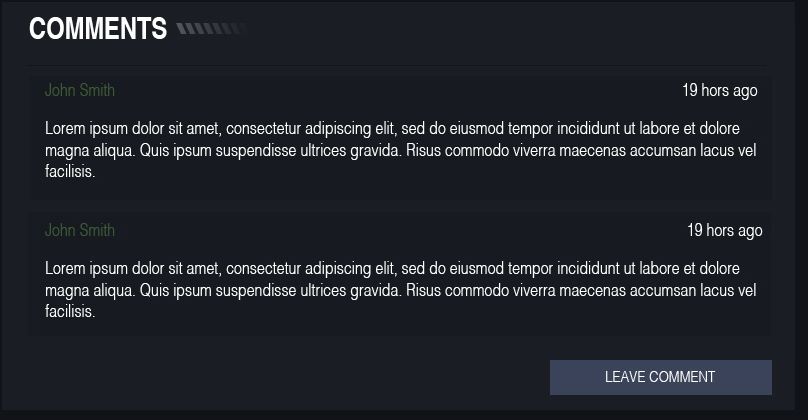 COMMENTS
John Smith 19 hors ago
Lorem ipsum dolor sit amet, consectetur adipiscing elit, sed do eiusmod tempor incididunt ut labore et dolore
magna aliqua. Quis ipsum suspendisse ultrices gravida. Risus commodo viverra maecenas accumsan lacus vel
facilisis.
John Smith 19 hors ago
Lorem ipsum dolor sit amet, consectetur adipiscing elit, sed do eiusmod tempor incididunt ut labore et dolore
magna aliqua. Quis ipsum suspendisse ultrices gravida. Risus commodo viverra maecenas accumsan lacus vel
facilisis.
LEAVE COMMENT